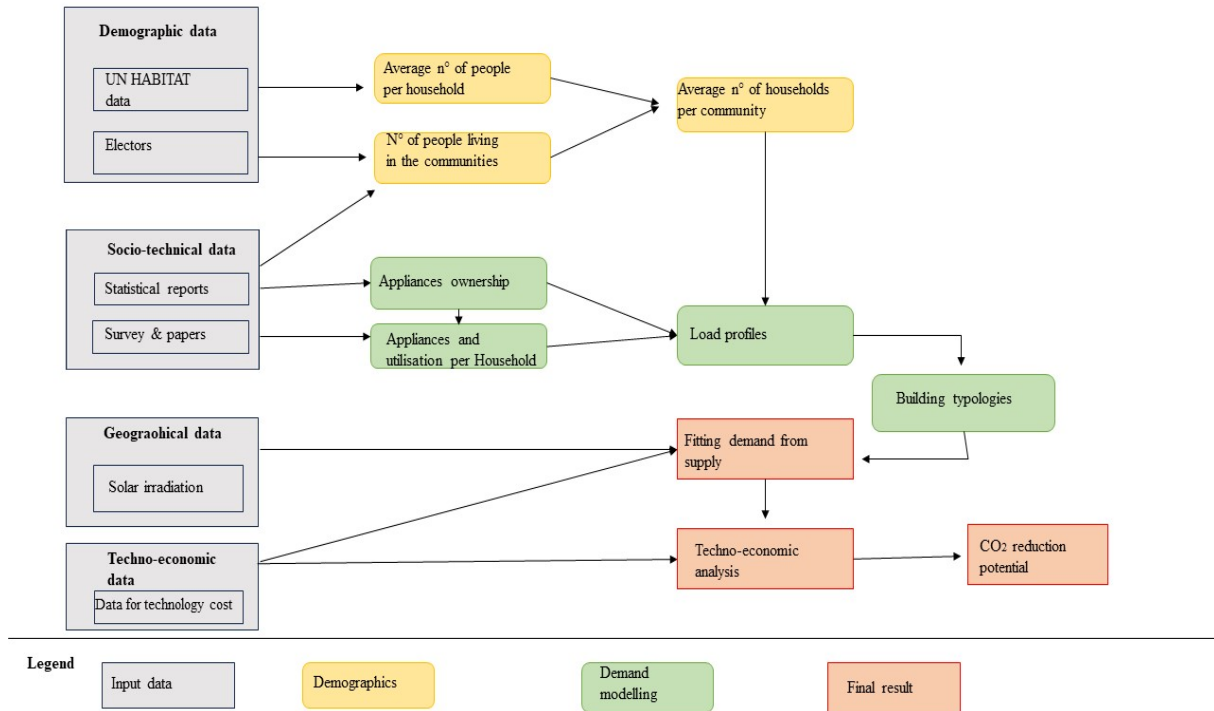 Demographic data
UN HABITAT
data
Electors
Average n° of people
per household
N° of people living
in the communities
Average n° of households
per community
Socio-technical data
Statistical reports
Survey & papers
Appliances ownership
Appliances and
utilisation per Household
Load profiles
Building typologies
Geograohical data
Solar irradiation
Fitting demand from
supply
Techno-economic
data
Data for technology cost
Techno-economic
analysis
CO₂ reduction
potential
Legend
Input data
Demographics
Demand
modelling
Final result